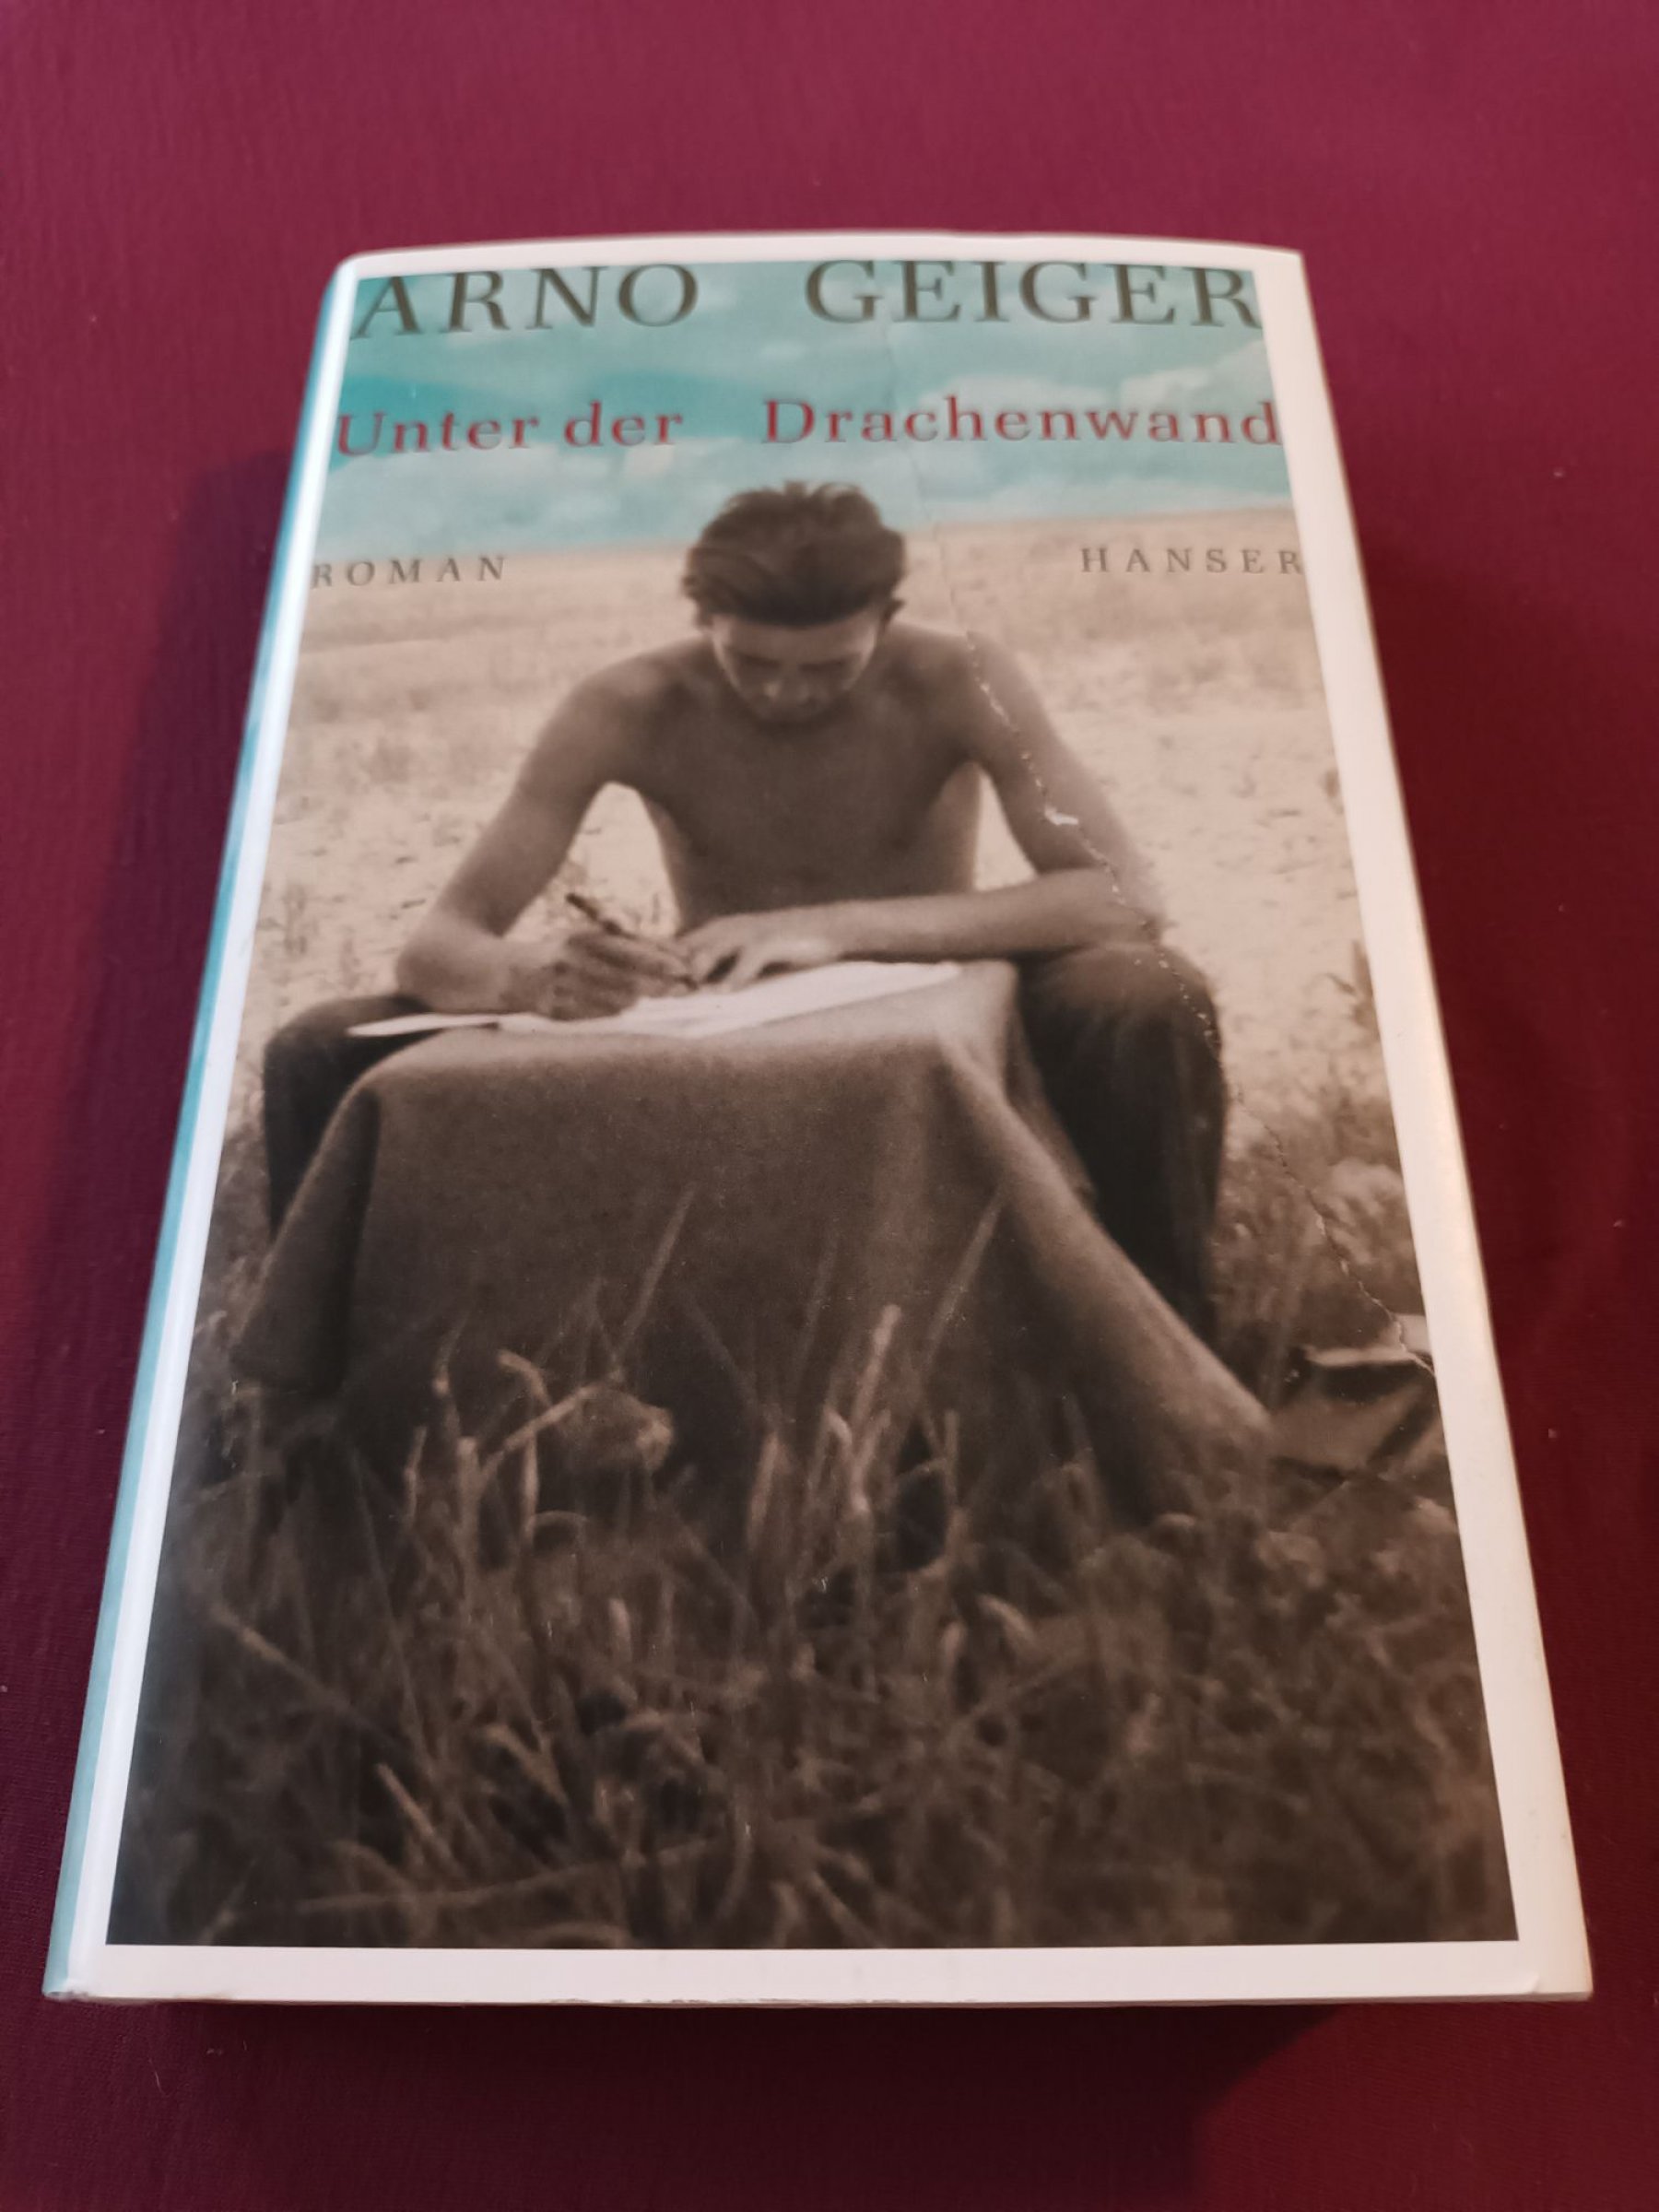 ARNO GEIGER
Unter der Drachenwand
ROMAN HANSER